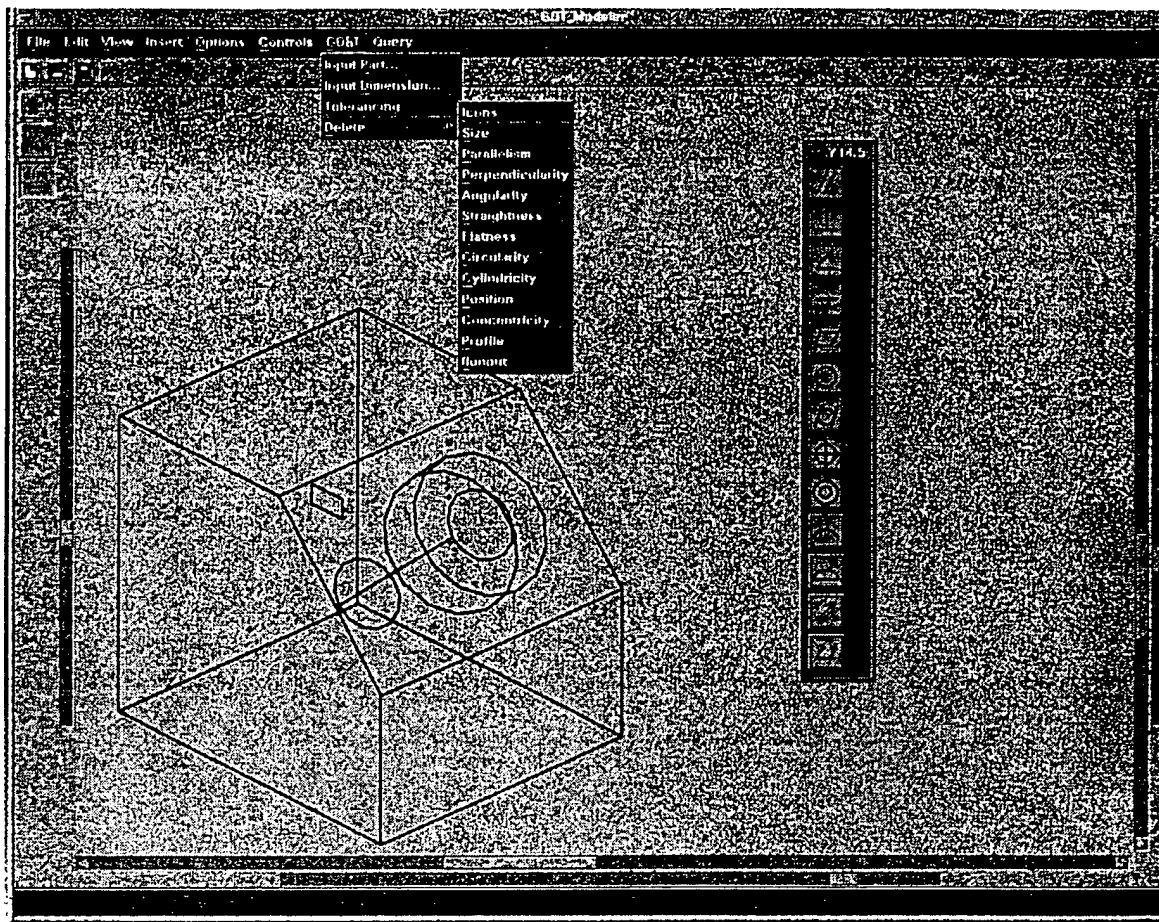 GDT Modeler
File Edit View Insert Options Controls GD&T Query
Input Part...
Input Dimension...
Tolerancing
Delete
Icons
Size
Parallelism
Perpendicularity
Angularity
Straightness
Flatness
Circularity
Cylindricity
Position
Concentricity
Profile
Runout
Y14.5